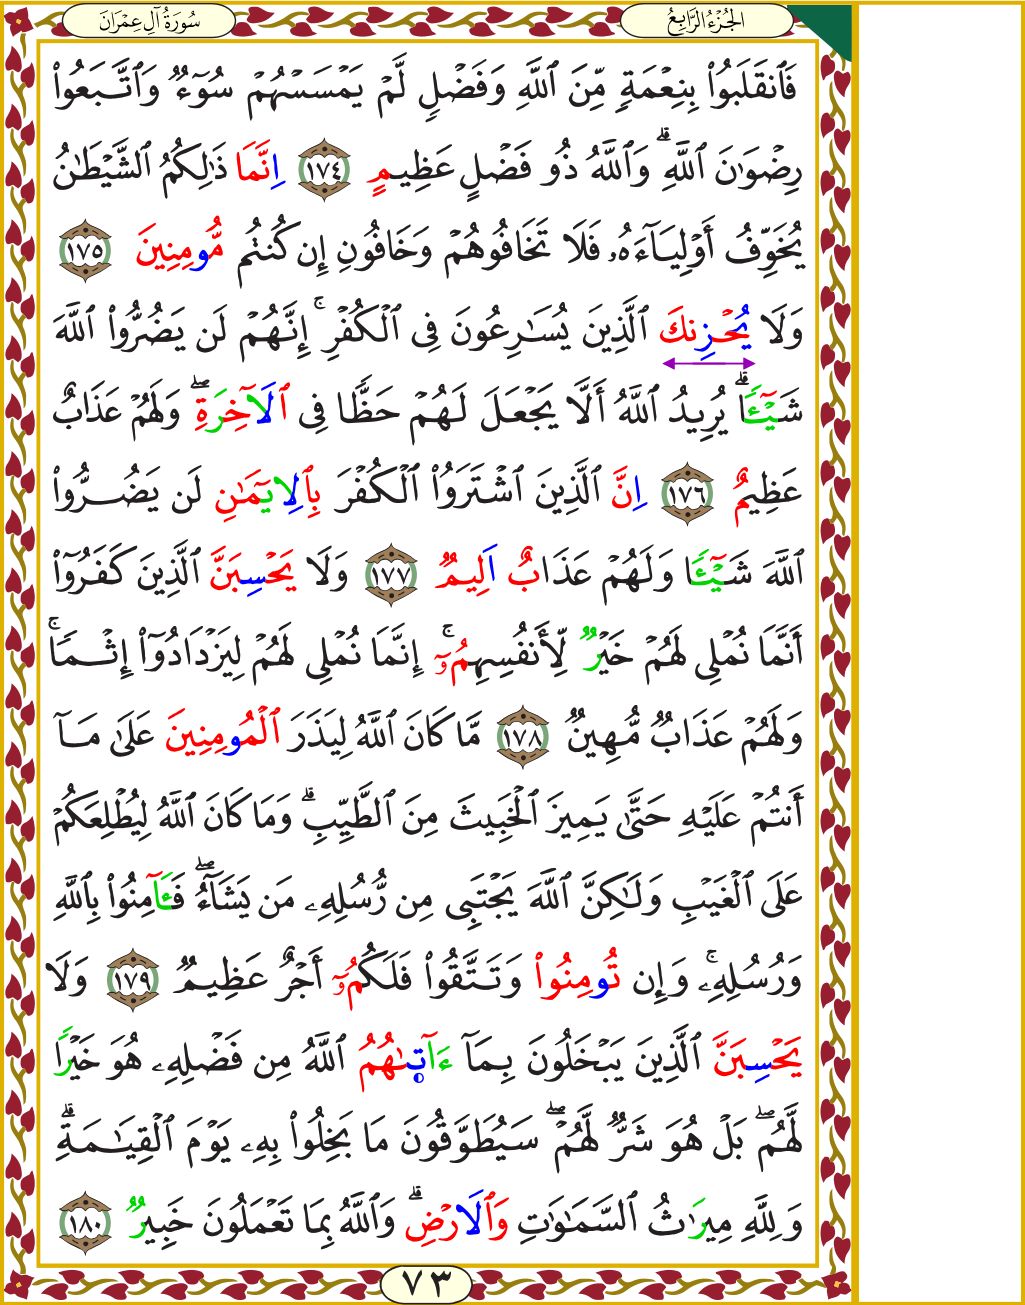 الجُزْءُ الرَّابِعُ
سُورَةُ آلِ عِمْرَانَ
فَٱنقَلَبُواْ بِنِعْمَةٍ مِّنَ ٱللَّهِ وَفَضْلٍ لَّمْ يَمْسَسْهُمْ سُوٓءٌ وَٱتَّبَعُواْ
رِضْوَٰنَ ٱللَّهِۗ وَٱللَّهُ ذُو فَضْلٍ عَظِيمٍ ١٧٤ اِنَّمَا ذَٰلِكُمُ ٱلشَّيْطَٰنُ
يُخَوِّفُ أَوْلِيَآءَهُۥ فَلَا تَخَافُوهُمْ وَخَافُونِ إِن كُنتُم مُّومِنِينَ ١٧٥
وَلَا يُحْزِنكَ ٱلَّذِينَ يُسَٰرِعُونَ فِى ٱلْكُفْرِۚ إِنَّهُمْ لَن يَضُرُّواْ ٱللَّهَ
شَيْـًٔاۗ يُرِيدُ ٱللَّهُ أَلَّا يَجْعَلَ لَهُمْ حَظًّا فِى ٱلَآخِرَةِۖ وَلَهُمْ عَذَابٌ
عَظِيمٌ ١٧٦ اِنَّ ٱلَّذِينَ ٱشْتَرَوُاْ ٱلْكُفْرَ بِٱلِايمَٰنِ لَن يَضُرُّواْ
ٱللَّهَ شَيْـًٔا وَلَهُمْ عَذَابٌ اَلِيمٌ ١٧٧ وَلَا يَحْسِبَنَّ ٱلَّذِينَ كَفَرُوٓاْ
أَنَّمَا نُمْلِى لَهُمْ خَيْرٌ لِّأَنفُسِهِمُۥٓۚ إِنَّمَا نُمْلِى لَهُمْ لِيَزْدَادُوٓاْ إِثْمًاۚ
وَلَهُمْ عَذَابٌ مُّهِينٌ ١٧٨ مَّا كَانَ ٱللَّهُ لِيَذَرَ ٱلْمُومِنِينَ عَلَىٰ مَآ
أَنتُمْ عَلَيْهِ حَتَّىٰ يَمِيزَ ٱلْخَبِيثَ مِنَ ٱلطَّيِّبِۗ وَمَا كَانَ ٱللَّهُ لِيُطْلِعَكُمْ
عَلَى ٱلْغَيْبِ وَلَٰكِنَّ ٱللَّهَ يَجْتَبِى مِن رُّسُلِهِۦ مَن يَشَآءُۖ فَـَٔامِنُواْ بِٱللَّهِ
وَرُسُلِهِۦۚ وَإِن تُومِنُواْ وَتَتَّقُواْ فَلَكُمُۥٓ أَجْرٌ عَظِيمٌ ١٧٩ وَلَا
يَحْسِبَنَّ ٱلَّذِينَ يَبْخَلُونَ بِمَآ ءَاتٜىٰهُمُ ٱللَّهُ مِن فَضْلِهِۦ هُوَ خَيْرًا
لَّهُمۖ بَلْ هُوَ شَرٌّ لَّهُمْۖ سَيُطَوَّقُونَ مَا بَخِلُواْ بِهِۦ يَوْمَ ٱلْقِيَٰمَةِۗ
وَلِلَّهِ مِيرَٰثُ ٱلسَّمَٰوَٰتِ وَٱلَارْضِۗ وَٱللَّهُ بِمَا تَعْمَلُونَ خَبِيرٌ ١٨٠
٧٣